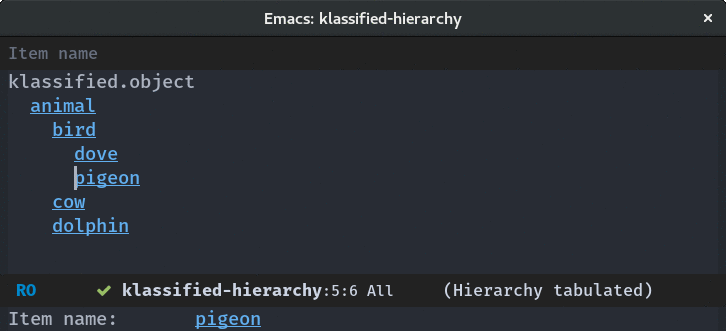 Emacs: klassified-hierarchy ×
Item name
klassified.object
animal
bird
dove
pigeon
cow
dolphin
RO ✔ klassified-hierarchy:5:6 All (Hierarchy tabulated)
Item name: pigeon